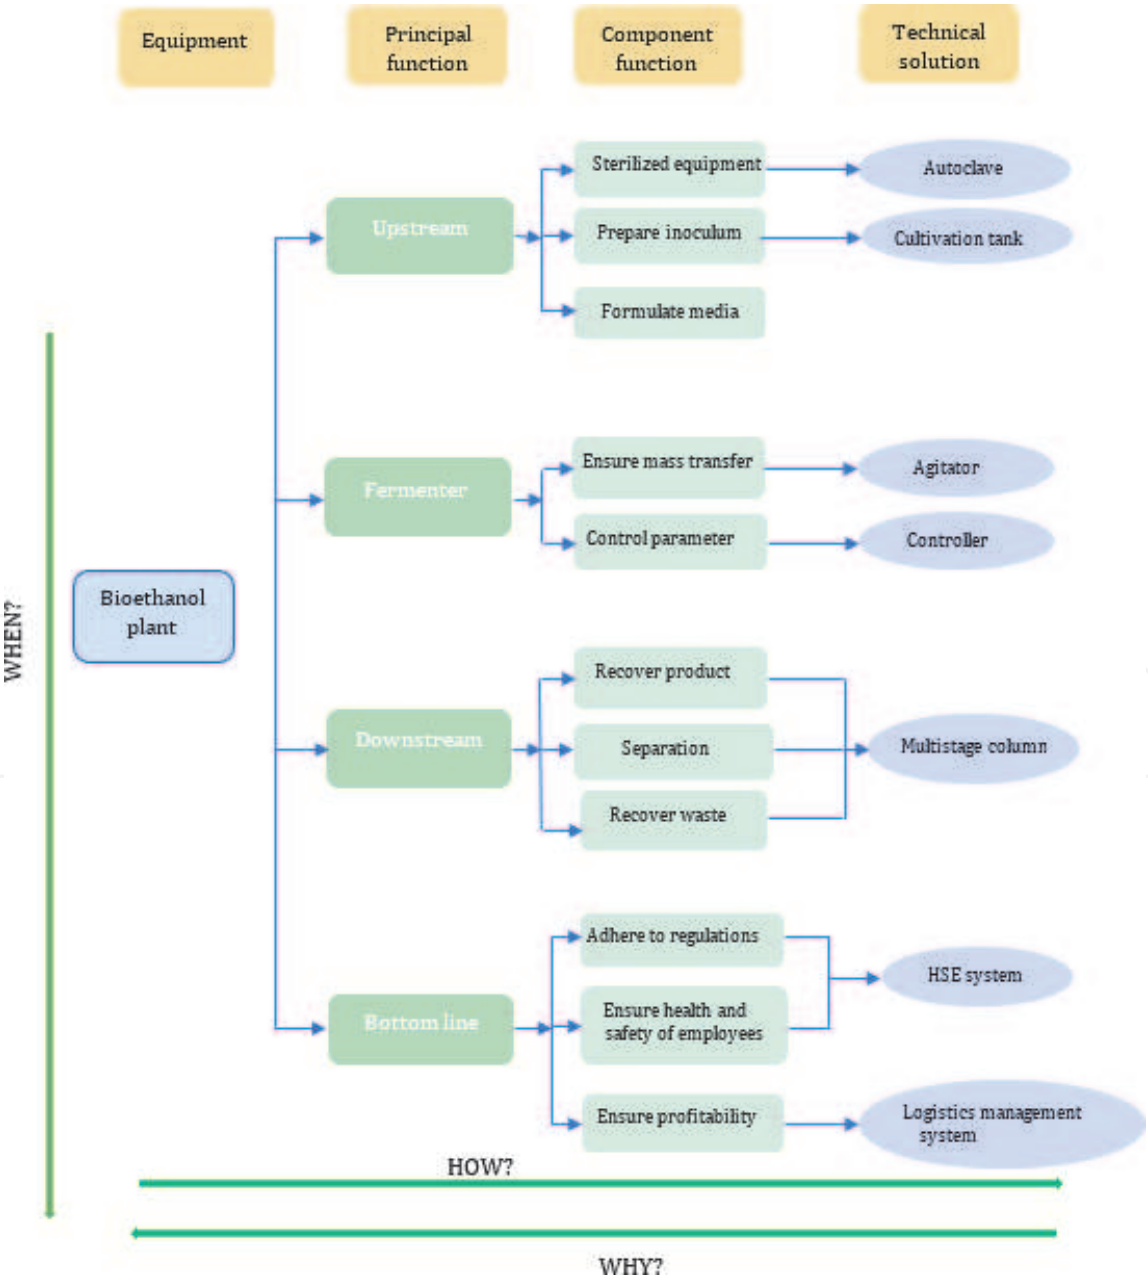 Equipment
Principal
function
Component
function
Technical
solution
Upstream
Sterilized equipment
Autoclave
Prepare inoculum
Cultivation tank
Formulate media
Fermenter
Ensure mass transfer
Agitator
Control parameter
Controller
WHEN?
Bioethanol
plant
Downstream
Recover product
Separation
Multistage column
Recover waste
Bottom line
Adhere to regulations
HSE system
Ensure health and
safety of employees
Ensure profitability
Logistics management
system
HOW?
WHY?